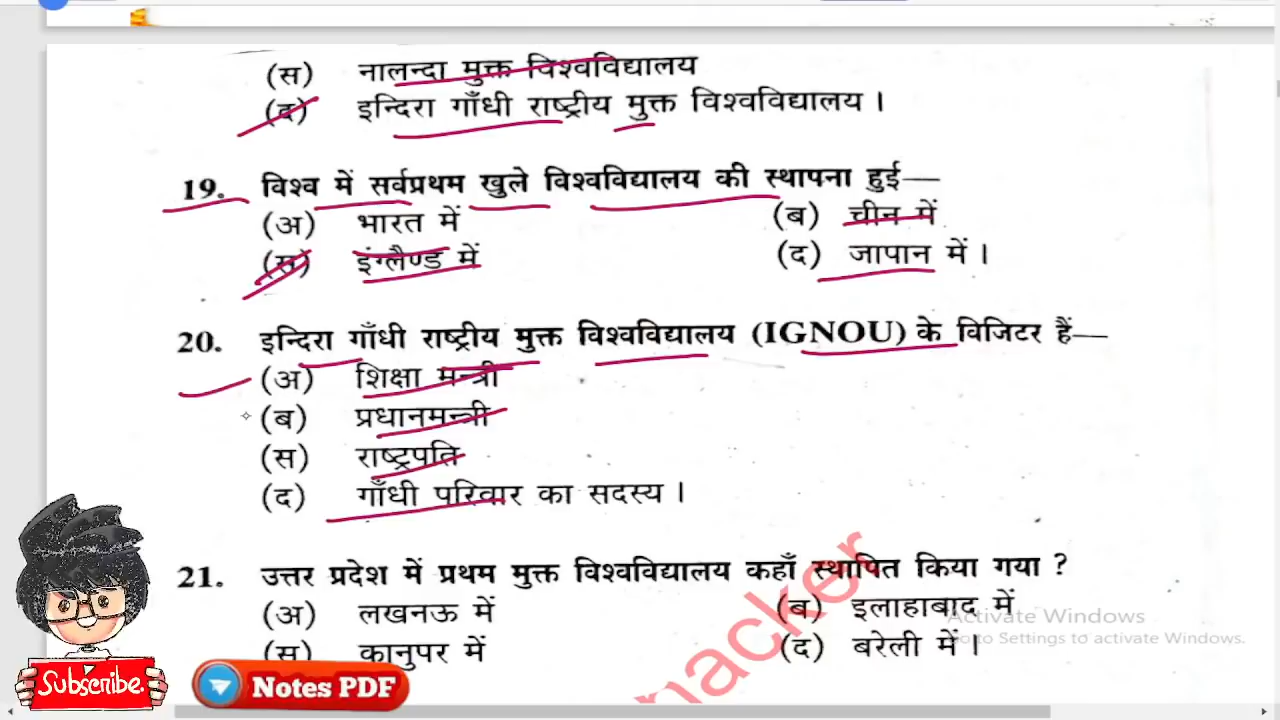 (स) नालन्दा मुक्त विश्वविद्यालय
(द) इन्दिरा गाँधी राष्ट्रीय मुक्त विश्वविद्यालय ।
19. विश्व में सर्वप्रथम खुले विश्वविद्यालय की स्थापना हुई—
(अ) भारत में (ब) चीन में
(स) इंग्लैण्ड में (द) जापान में ।
20. इन्दिरा गाँधी राष्ट्रीय मुक्त विश्वविद्यालय (IGNOU) के विजिटर हैं—
(अ) शिक्षा मन्त्री
(ब) प्रधानमन्त्री
(स) राष्ट्रपति
(द) गाँधी परिवार का सदस्य ।
21. उत्तर प्रदेश में प्रथम मुक्त विश्वविद्यालय कहाँ स्थापित किया गया ?
(अ) लखनऊ में (ब) इलाहाबाद में
(स) कानुपर में (द) बरेली में ।
Activate Windows
Go to Settings to activate Windows.
Subscribe.
Notes PDF